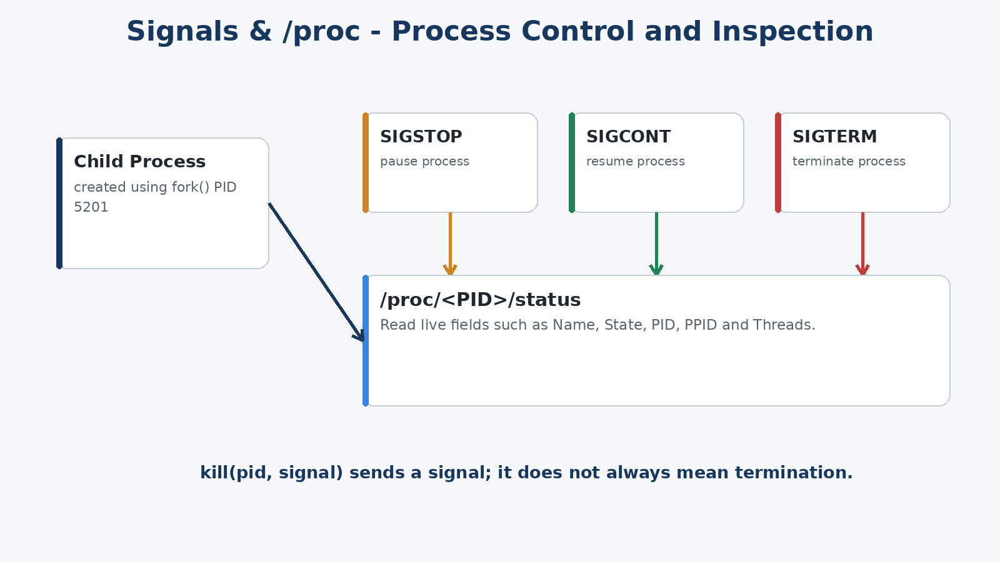 Signals & /proc - Process Control and Inspection
Child Process
created using fork() PID
5201
SIGSTOP
pause process
SIGCONT
resume process
SIGTERM
terminate process
/proc/<PID>/status
Read live fields such as Name, State, PID, PPID and Threads.
kill(pid, signal) sends a signal; it does not always mean termination.